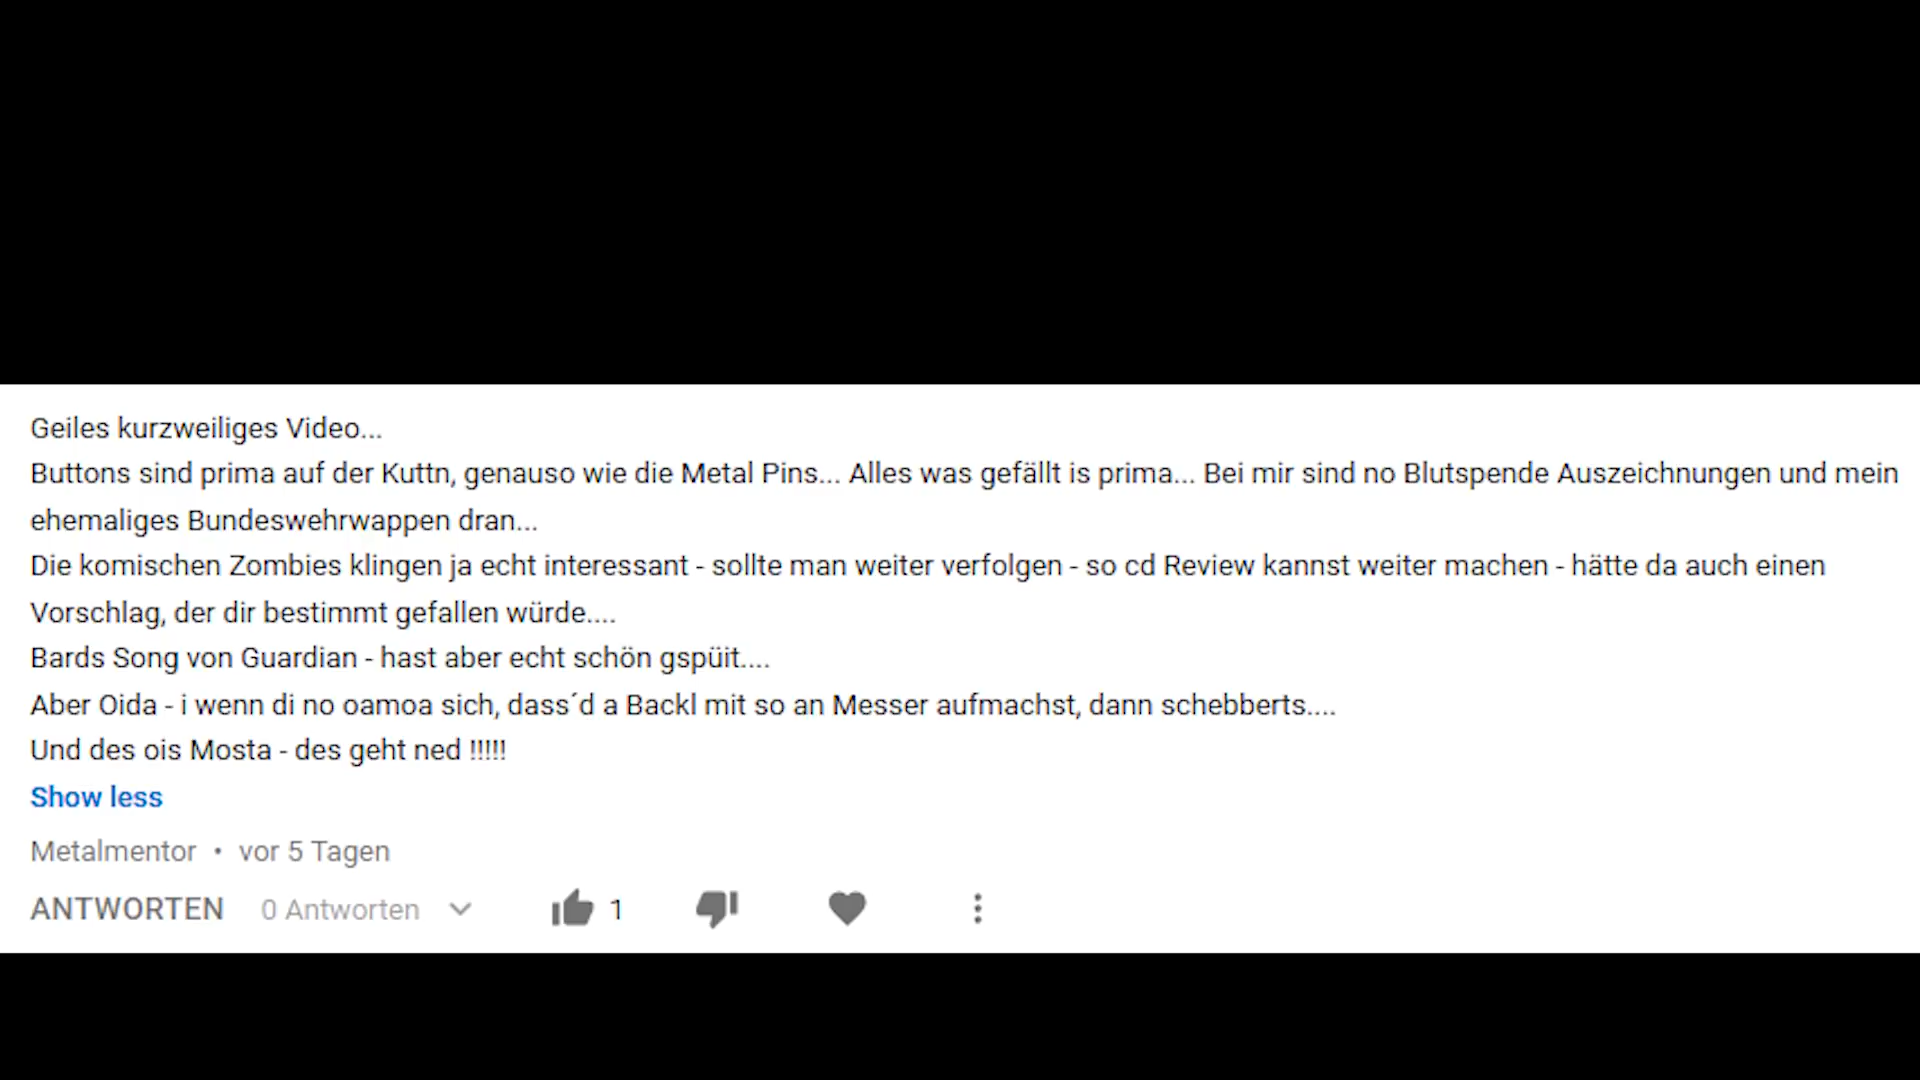 Geiles kurzweiliges Video...
Buttons sind prima auf der Kuttn, genauso wie die Metal Pins... Alles was gefällt is prima... Bei mir sind no Blutspende Auszeichnungen und mein
ehemaliges Bundeswehrwappen dran...
Die komischen Zombies klingen ja echt interessant - sollte man weiter verfolgen - so cd Review kannst weiter machen - hätte da auch einen
Vorschlag, der dir bestimmt gefallen würde....
Bards Song von Guardian - hast aber echt schön gspüit....
Aber Oida - i wenn di no oamoa sich, dass´d a Backl mit so an Messer aufmachst, dann schebberts....
Und des ois Mosta - des geht ned !!!!!
Show less
Metalmentor • vor 5 Tagen
ANTWORTEN 0 Antworten 1